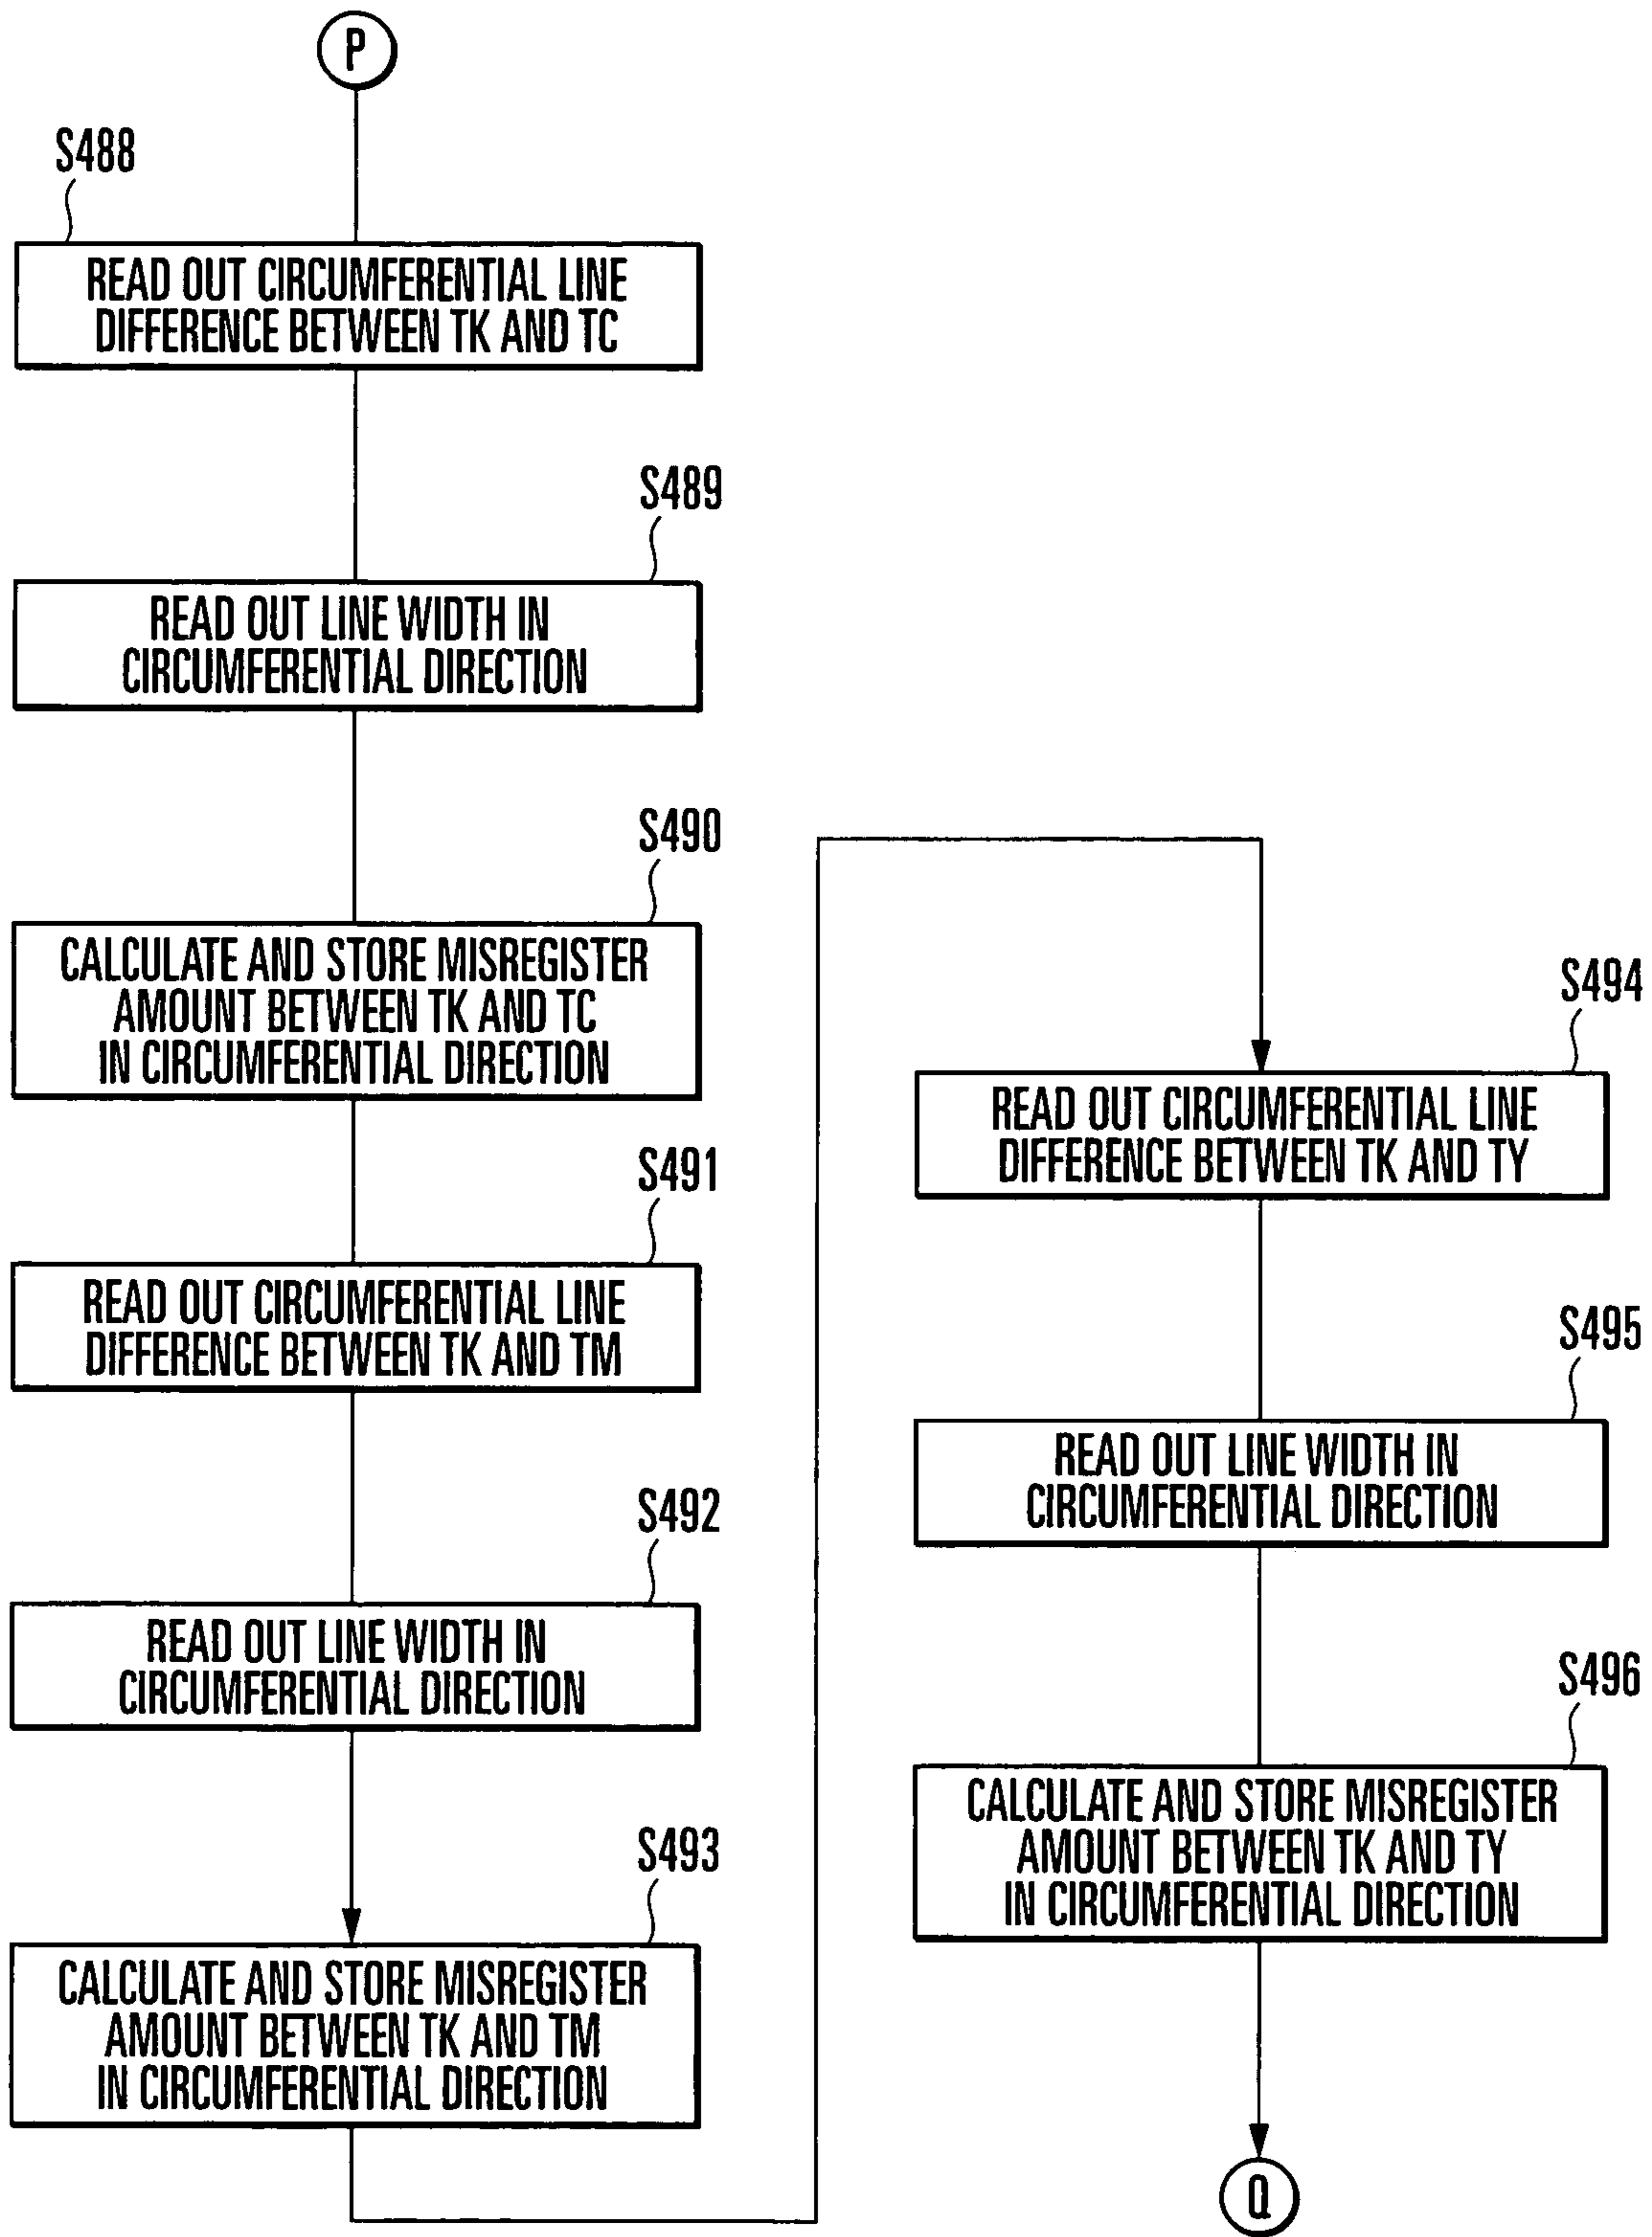 P
S488
READ OUT CIRCUMFERENTIAL LINE
DIFFERENCE BETWEEN TK AND TC
S489
READ OUT LINE WIDTH IN
CIRCUMFERENTIAL DIRECTION
S490
CALCULATE AND STORE MISREGISTER
AMOUNT BETWEEN TK AND TC
IN CIRCUMFERENTIAL DIRECTION
S491
READ OUT CIRCUMFERENTIAL LINE
DIFFERENCE BETWEEN TK AND TM
S492
READ OUT LINE WIDTH IN
CIRCUMFERENTIAL DIRECTION
S493
CALCULATE AND STORE MISREGISTER
AMOUNT BETWEEN TK AND TM
IN CIRCUMFERENTIAL DIRECTION
S494
READ OUT CIRCUMFERENTIAL LINE
DIFFERENCE BETWEEN TK AND TY
S495
READ OUT LINE WIDTH IN
CIRCUMFERENTIAL DIRECTION
S496
CALCULATE AND STORE MISREGISTER
AMOUNT BETWEEN TK AND TY
IN CIRCUMFERENTIAL DIRECTION
Q